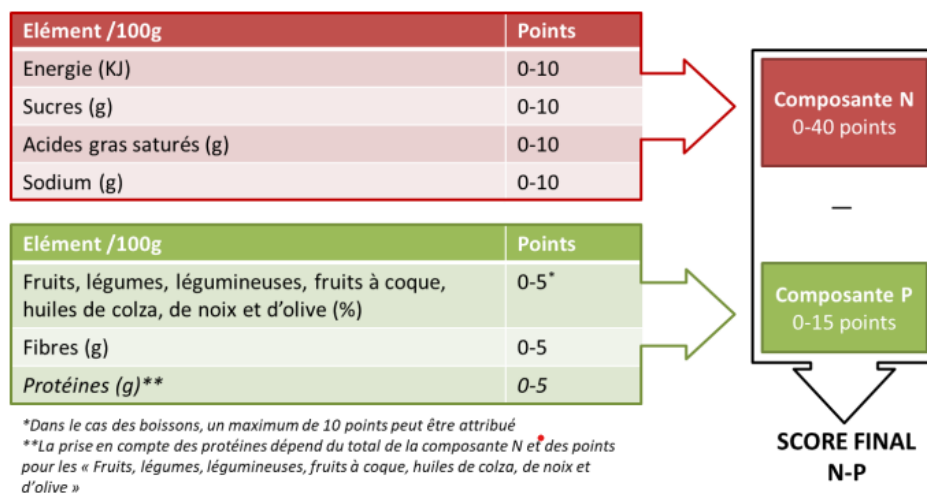 Elément /100g Points
Energie (KJ) 0-10
Sucres (g) 0-10
Acides gras saturés (g) 0-10
Sodium (g) 0-10
Composante N
0-40 points
—
Elément /100g Points
Fruits, légumes, légumineuses, fruits à coque, 0-5*
huiles de colza, de noix et d’olive (%)
Fibres (g) 0-5
Protéines (g)** 0-5
Composante P
0-15 points
*Dans le cas des boissons, un maximum de 10 points peut être attribué
**La prise en compte des protéines dépend du total de la composante N et des points
pour les « Fruits, légumes, légumineuses, fruits à coque, huiles de colza, de noix et
d’olive »
SCORE FINAL
N-P